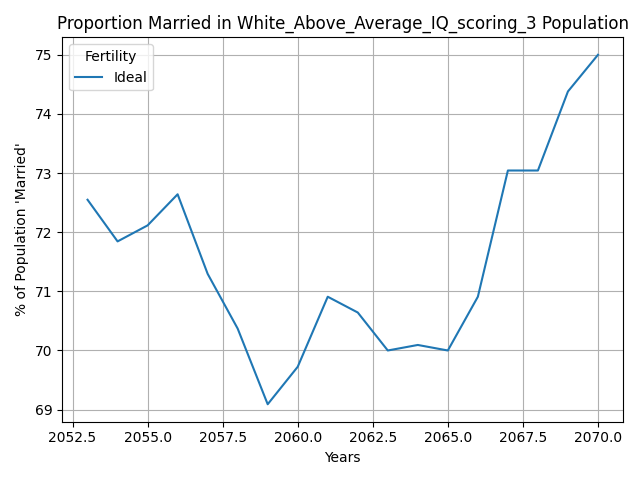 Proportion Married in White_Above_Average_IQ_scoring_3 Population
Fertility
Ideal
% of Population 'Married'
75
74
73
72
71
70
69
2052.5 2055.0 2057.5 2060.0 2062.5 2065.0 2067.5 2070.0
Years